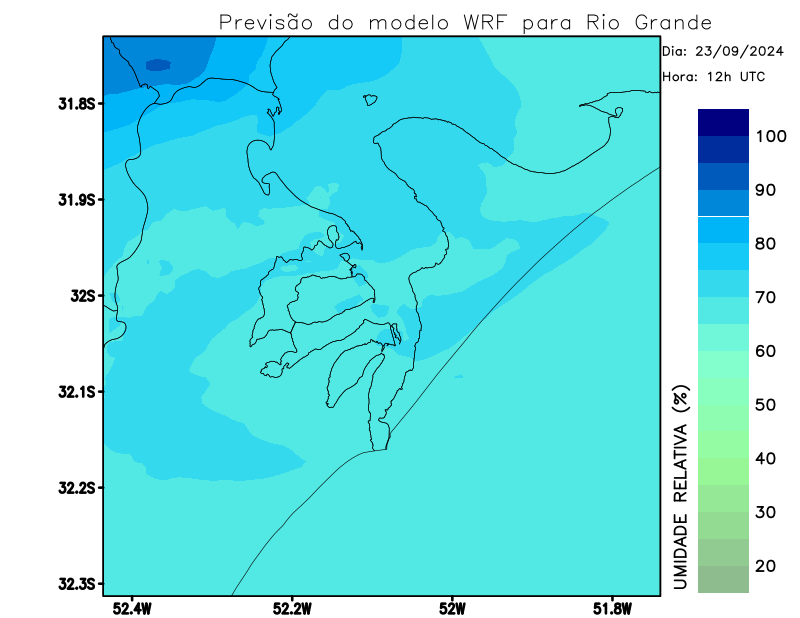 Previsão do modelo WRF para Rio Grande
Dia: 23/09/2024
Hora: 12h UTC
31.8S
31.9S
32S
32.1S
32.2S
32.3S
52.4W
52.2W
52W
51.8W
100
90
80
70
60
50
40
30
20
UMIDADE RELATIVA (%)